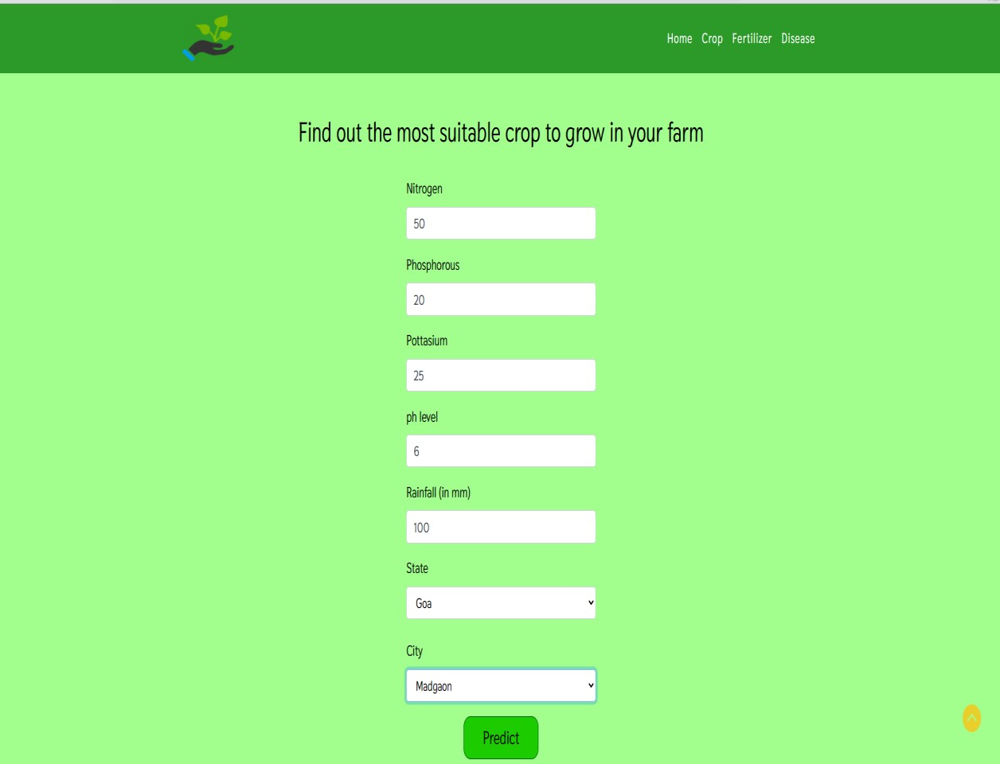 Home Crop Fertilizer Disease
Find out the most suitable crop to grow in your farm
Nitrogen
50
Phosphorous
20
Pottasium
25
ph level
6
Rainfall (in mm)
100
State
Goa
City
Madgaon
Predict